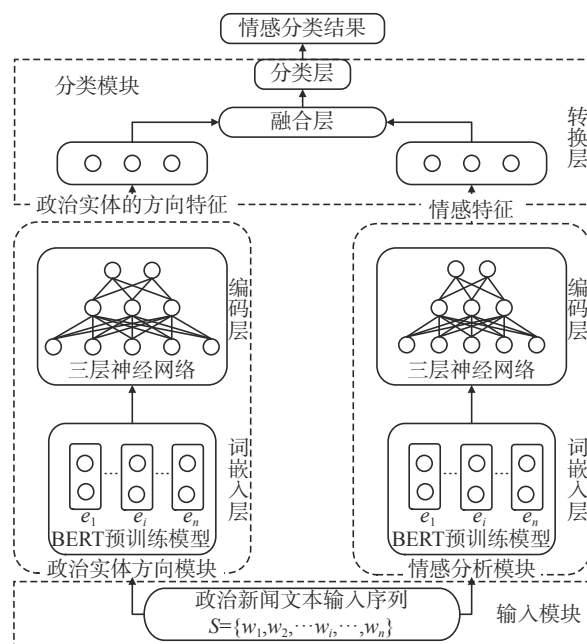 情感分类结果
分类层
分类模块
融合层
转换层
政治实体的方向特征
情感特征
三层神经网络
编码层
三层神经网络
编码层
… …
e1 ei en
BERT预训练模型
词嵌入层
… …
e1 ei en
BERT预训练模型
词嵌入层
政治实体方向模块
情感分析模块
政治新闻文本输入序列
S={w1,w2,⋯wi,⋯,wn}
输入模块